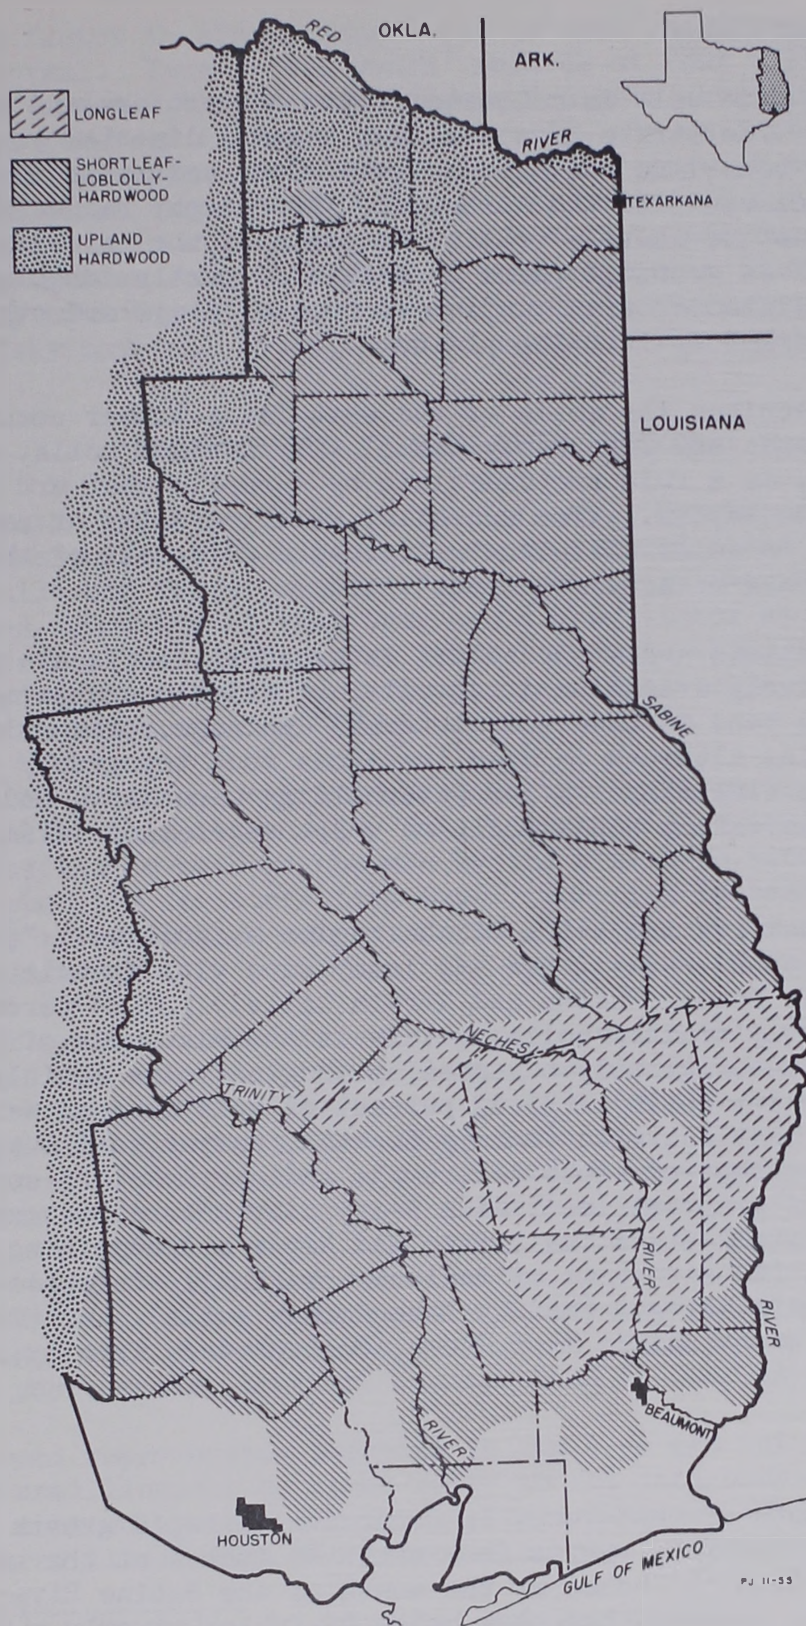 OKLA.
RED
ARK.
RIVER
LONGLEAF
SHORTLEAF-
LOBLOLLY-
HARDWOOD
UPLAND
HARDWOOD
TEXARKANA
LOUISIANA
SABINE
NECHES
TRINITY
RIVER
RIVER
RIVER
BEAUMONT
HOUSTON
GULF OF MEXICO
PJ 11-55